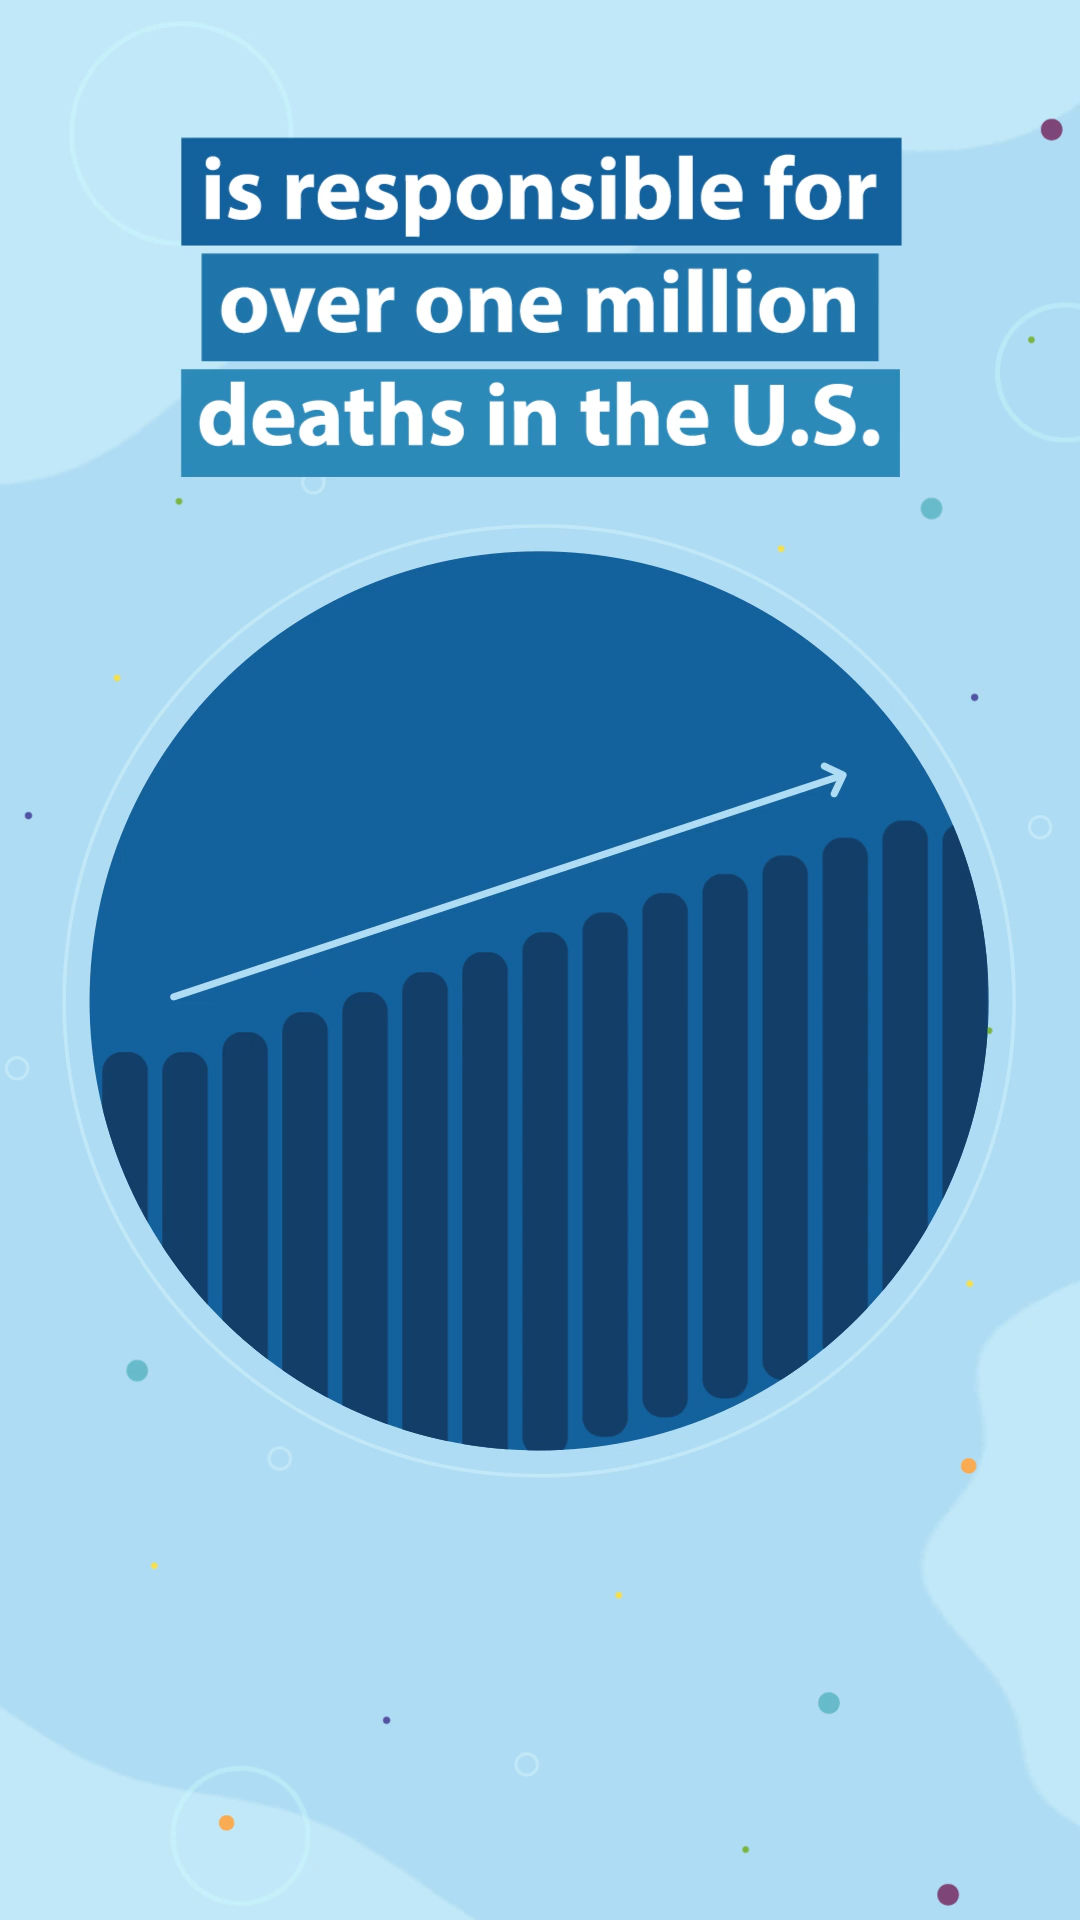 is responsible for
over one million
deaths in the U.S.